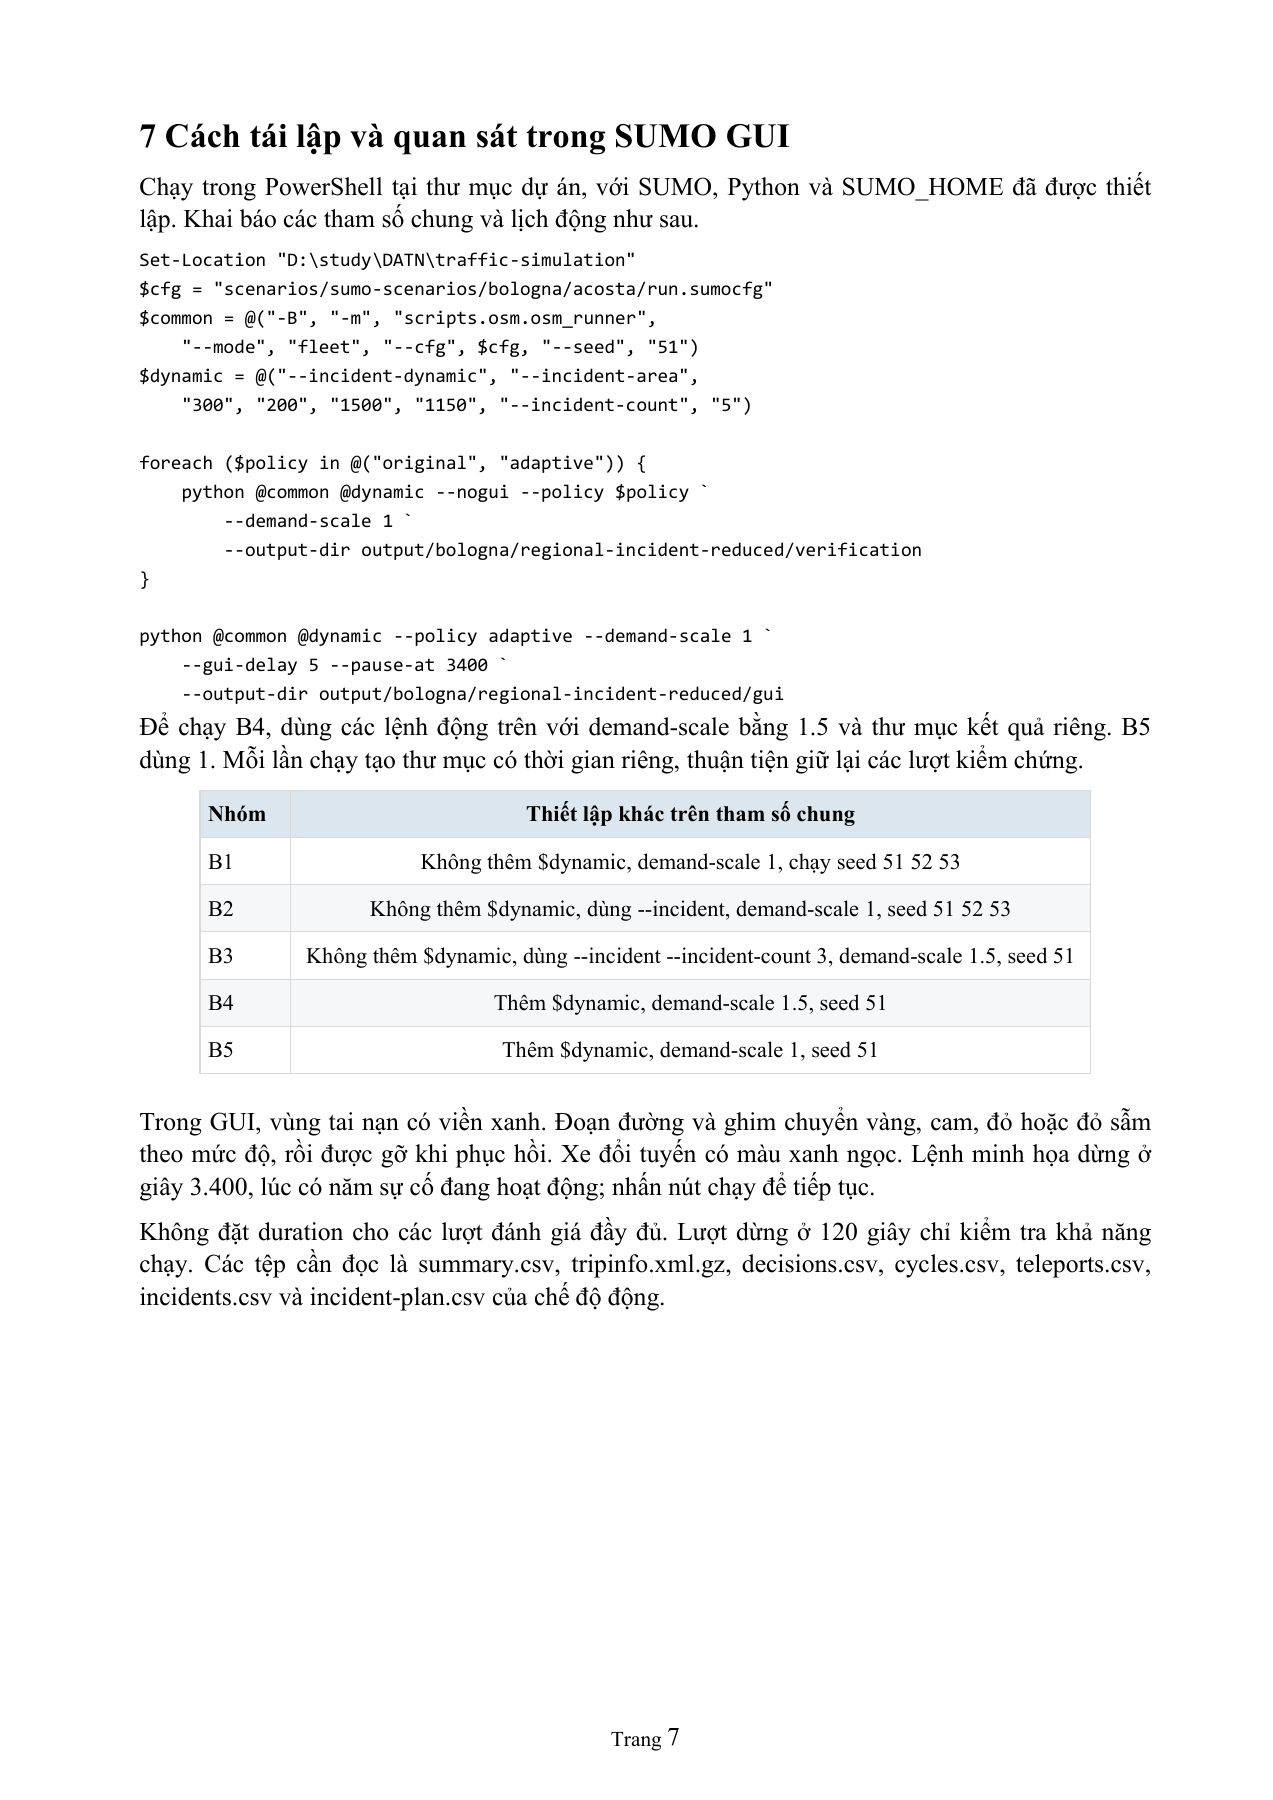 7 Cách tái lập và quan sát trong SUMO GUI
Chạy trong PowerShell tại thư mục dự án, với SUMO, Python và SUMO_HOME đã được thiết
lập. Khai báo các tham số chung và lịch động như sau.
Set-Location "D:\study\DATN\traffic-simulation"
$cfg = "scenarios/sumo-scenarios/bologna/acosta/run.sumocfg"
$common = @("-B", "-m", "scripts.osm.osm_runner",
    "--mode", "fleet", "--cfg", $cfg, "--seed", "51")
$dynamic = @("--incident-dynamic", "--incident-area",
    "300", "200", "1500", "1150", "--incident-count", "5")

foreach ($policy in @("original", "adaptive")) {
    python @common @dynamic --nogui --policy $policy `
        --demand-scale 1 `
        --output-dir output/bologna/regional-incident-reduced/verification
}

python @common @dynamic --policy adaptive --demand-scale 1 `
    --gui-delay 5 --pause-at 3400 `
    --output-dir output/bologna/regional-incident-reduced/gui
Để chạy B4, dùng các lệnh động trên với demand-scale bằng 1.5 và thư mục kết quả riêng. B5
dùng 1. Mỗi lần chạy tạo thư mục có thời gian riêng, thuận tiện giữ lại các lượt kiểm chứng.
Nhóm Thiết lập khác trên tham số chung
B1 Không thêm $dynamic, demand-scale 1, chạy seed 51 52 53
B2 Không thêm $dynamic, dùng --incident, demand-scale 1, seed 51 52 53
B3 Không thêm $dynamic, dùng --incident --incident-count 3, demand-scale 1.5, seed 51
B4 Thêm $dynamic, demand-scale 1.5, seed 51
B5 Thêm $dynamic, demand-scale 1, seed 51
Trong GUI, vùng tai nạn có viền xanh. Đoạn đường và ghim chuyển vàng, cam, đỏ hoặc đỏ sẫm
theo mức độ, rồi được gỡ khi phục hồi. Xe đổi tuyến có màu xanh ngọc. Lệnh minh họa dừng ở
giây 3.400, lúc có năm sự cố đang hoạt động; nhấn nút chạy để tiếp tục.
Không đặt duration cho các lượt đánh giá đầy đủ. Lượt dừng ở 120 giây chỉ kiểm tra khả năng
chạy. Các tệp cần đọc là summary.csv, tripinfo.xml.gz, decisions.csv, cycles.csv, teleports.csv,
incidents.csv và incident-plan.csv của chế độ động.
Trang 7